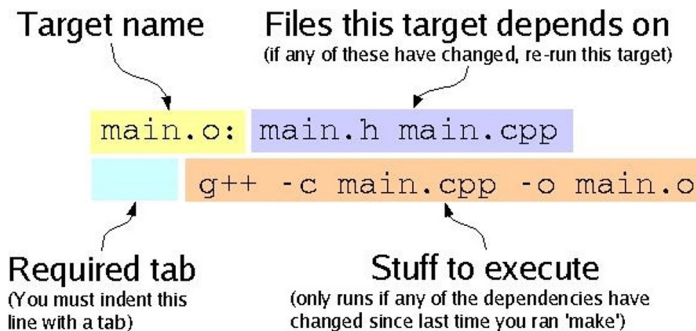 Target name
Files this target depends on
(if any of these have changed, re-run this target)
main.o: main.h main.cpp
g++ -c main.cpp -o main.o
Required tab
(You must indent this
line with a tab)
Stuff to execute
(only runs if any of the dependencies have
changed since last time you ran 'make')